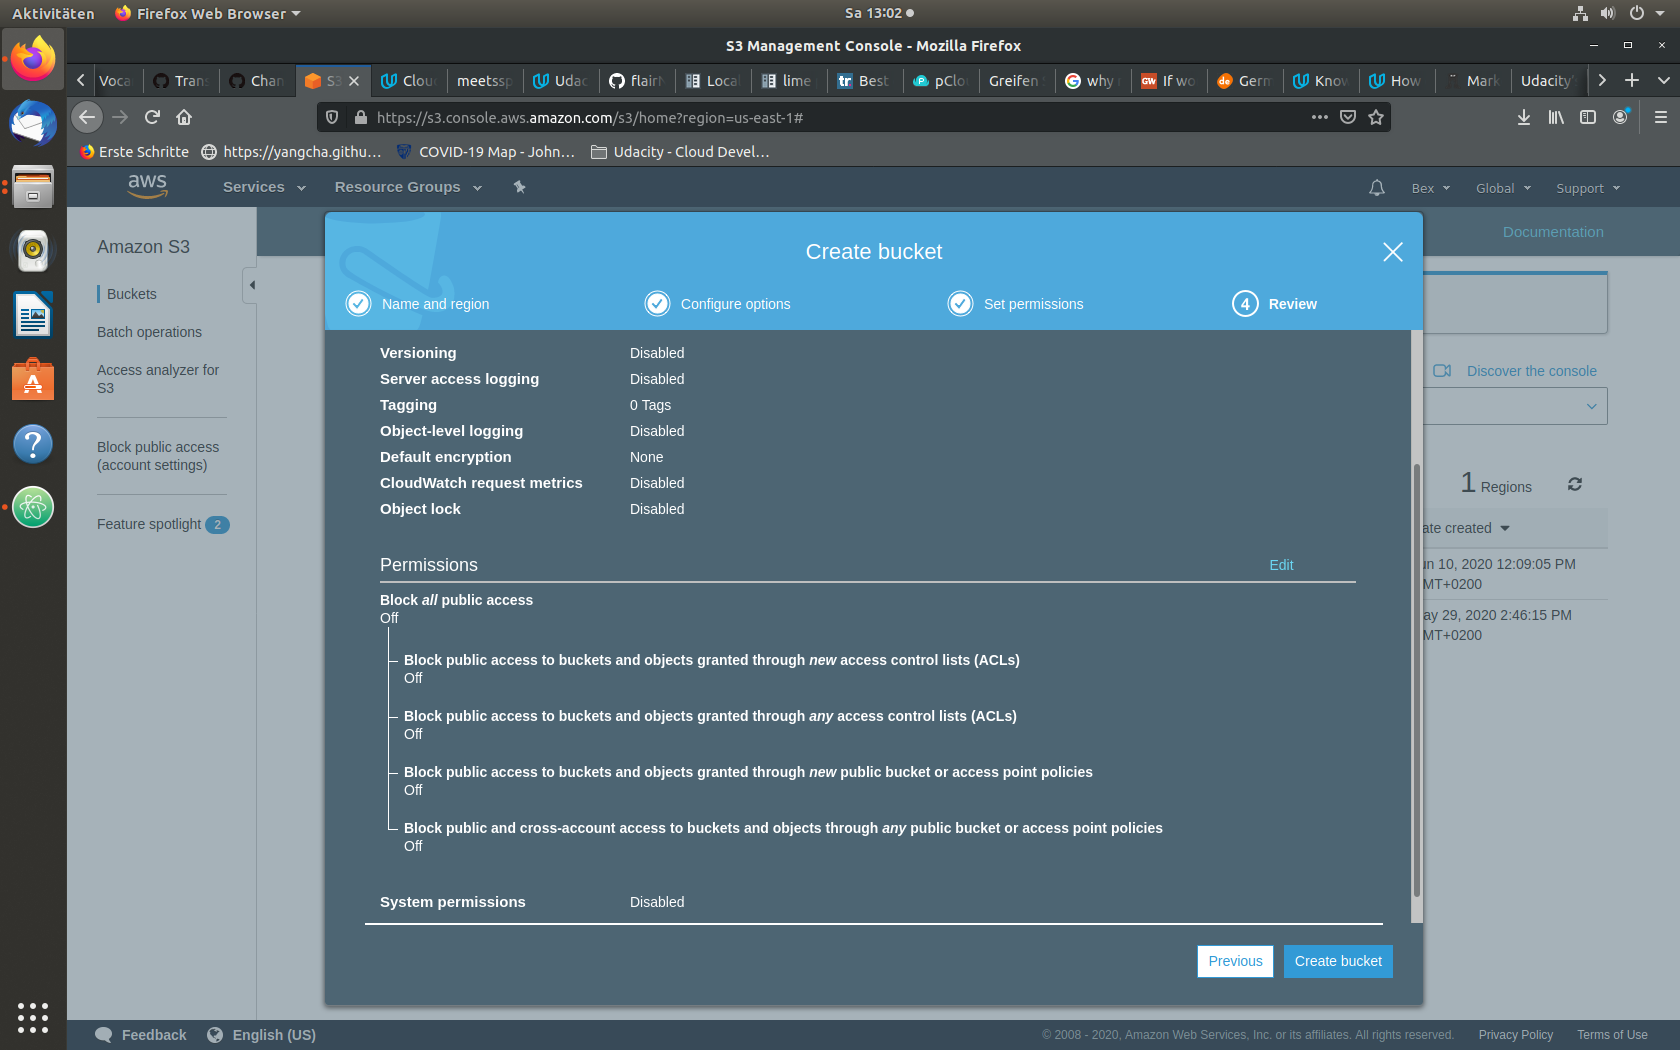 Aktivitäten
Firefox Web Browser
Sa 13:02
S3 Management Console - Mozilla Firefox
Voca
Tran
Chan
S3
Clou
meetssp
Udac
flairN
Loca
lime
Best
pClo
Greifen
why
If wo
Germ
Know
How
Mark
Udacity
https://s3.console.aws.amazon.com/s3/home?region=us-east-1#
Erste Schritte
https://yangcha.githu...
COVID-19 Map - John...
Udacity - Cloud Devel...
aws
Services
Resource Groups
Bex
Global
Support
Amazon S3
Buckets
Batch operations
Access analyzer for
S3
Block public access
(account settings)
Feature spotlight 2
Documentation
Discover the console
1 Regions
ate created
un 10, 2020 12:09:05 PM
MT+0200
ay 29, 2020 2:46:15 PM
MT+0200
Create bucket
Name and region
Configure options
Set permissions
4 Review
Versioning Disabled
Server access logging Disabled
Tagging 0 Tags
Object-level logging Disabled
Default encryption None
CloudWatch request metrics Disabled
Object lock Disabled
Permissions Edit
Block all public access
Off
Block public access to buckets and objects granted through new access control lists (ACLs)
Off
Block public access to buckets and objects granted through any access control lists (ACLs)
Off
Block public access to buckets and objects granted through new public bucket or access point policies
Off
Block public and cross-account access to buckets and objects through any public bucket or access point policies
Off
System permissions Disabled
Previous
Create bucket
Feedback
English (US)
© 2008 - 2020, Amazon Web Services, Inc. or its affiliates. All rights reserved.
Privacy Policy
Terms of Use